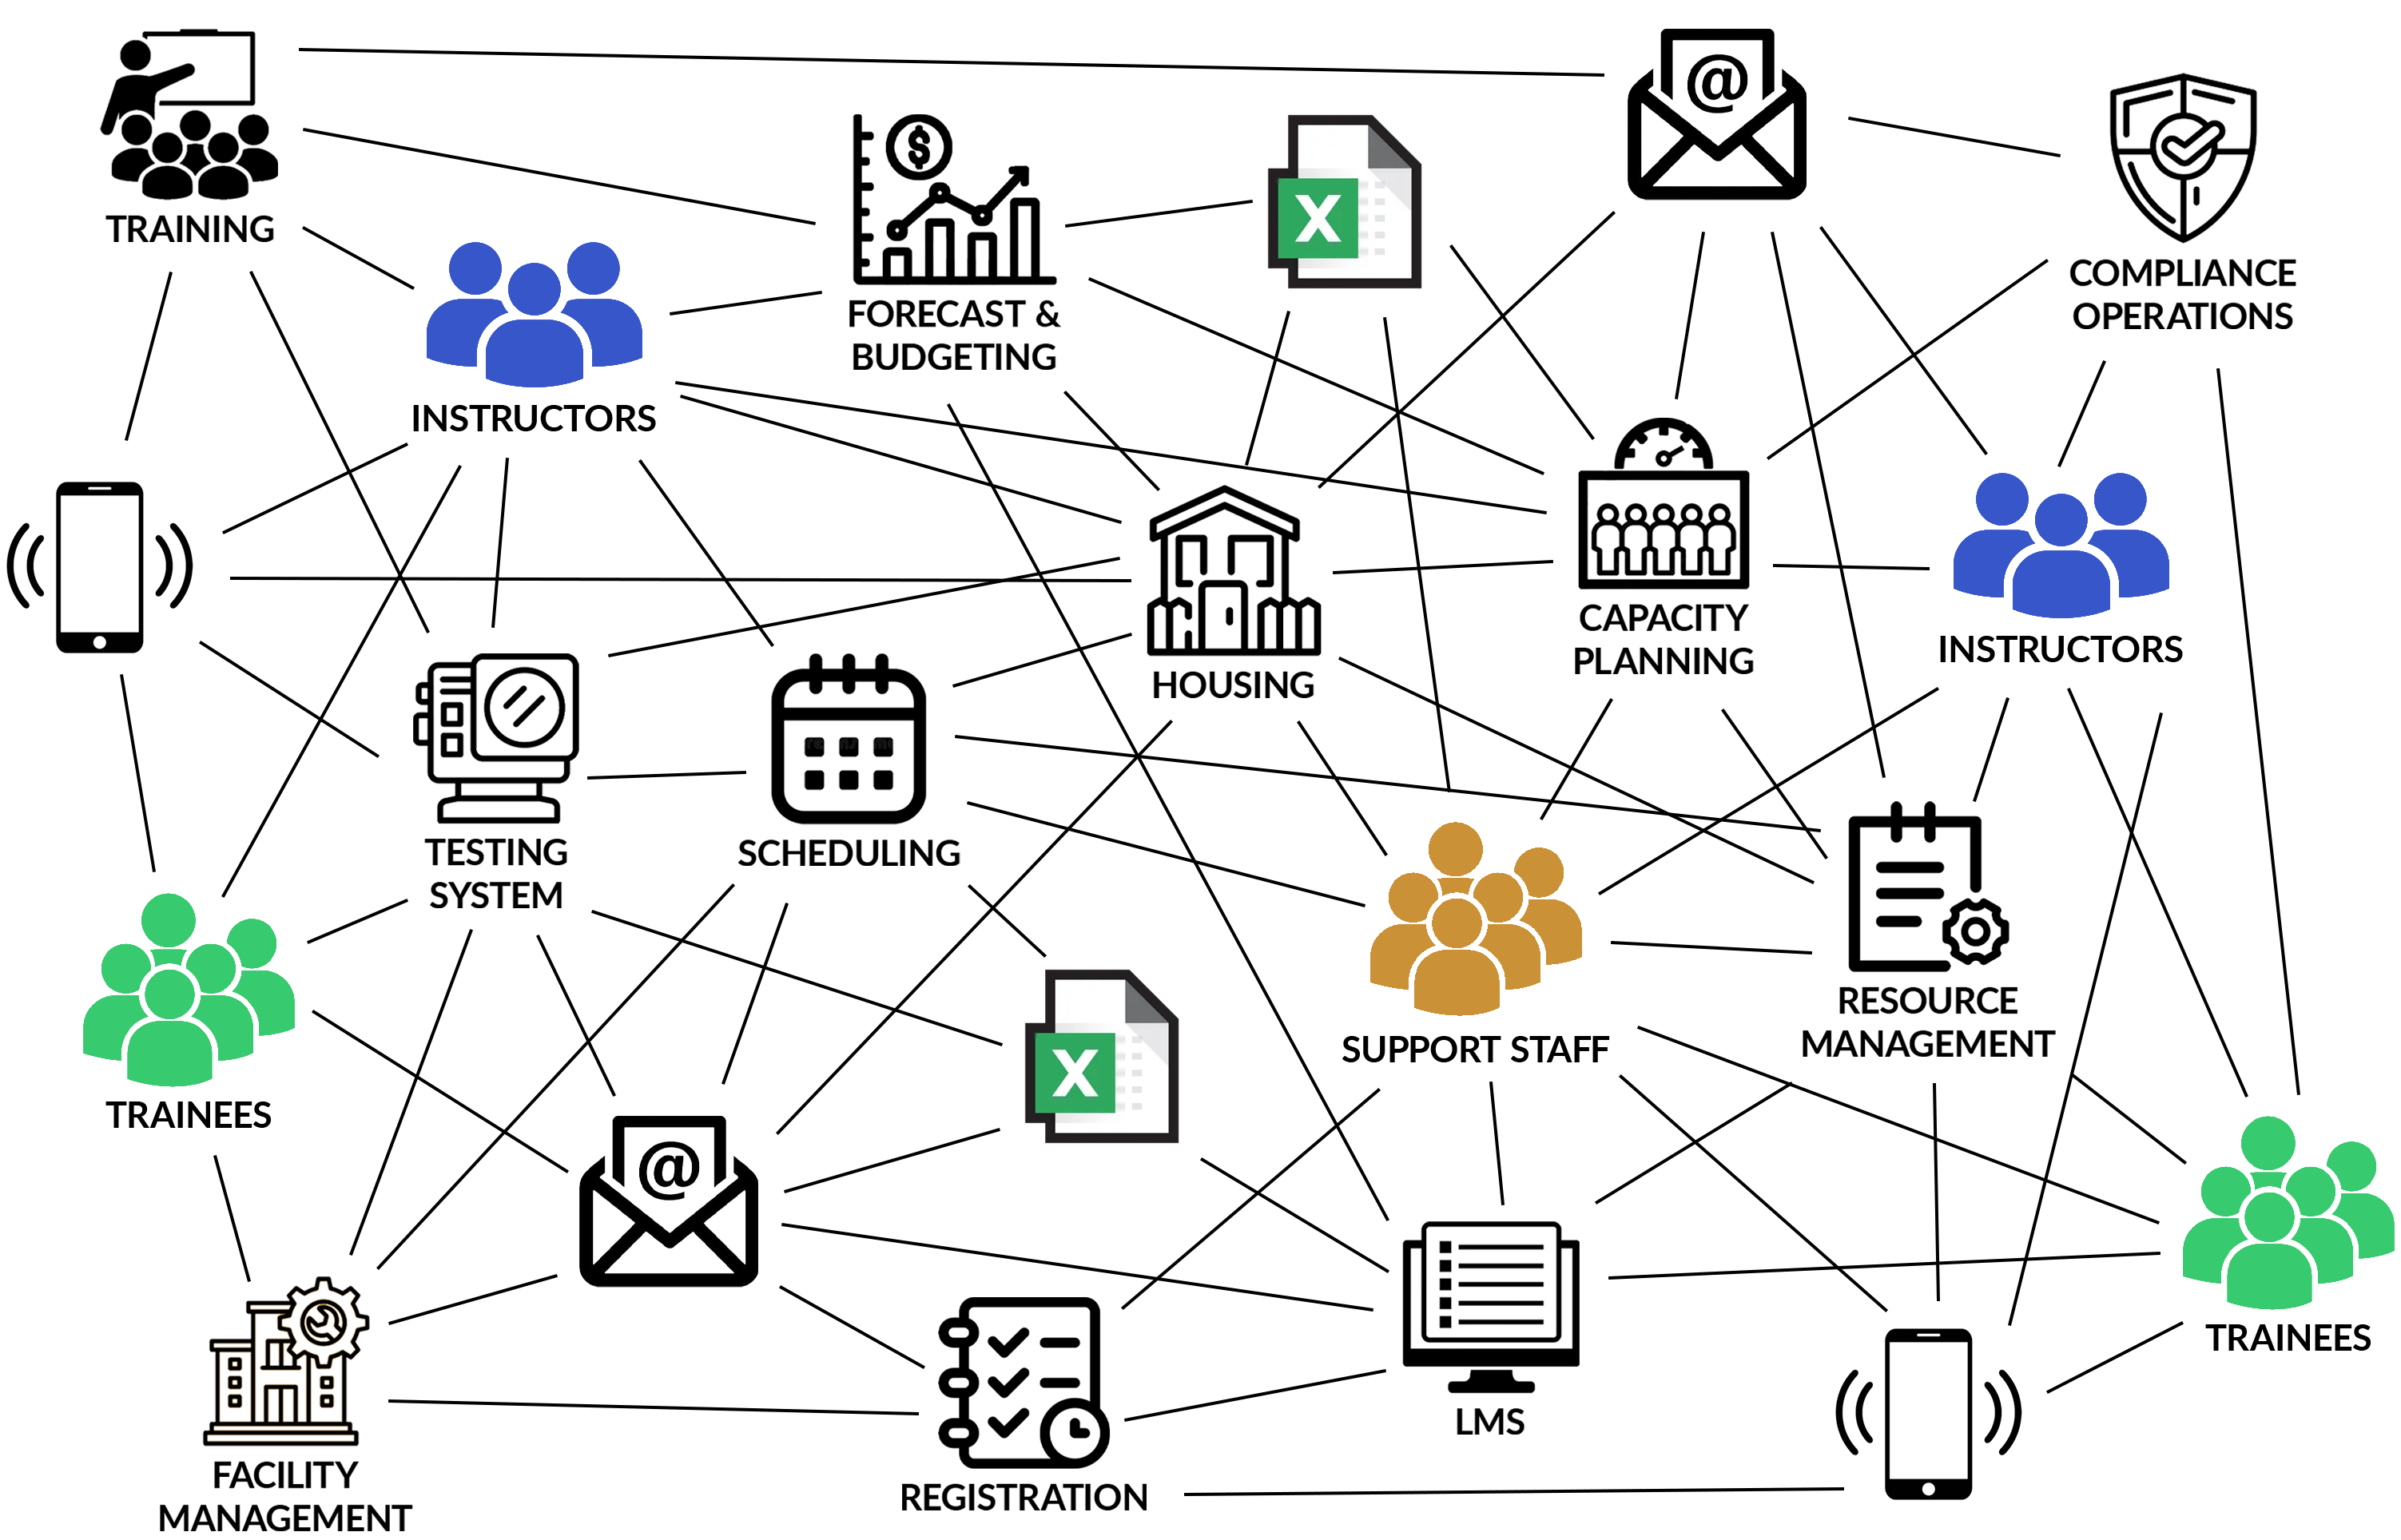 @
$
X
TRAINING
COMPLIANCE
OPERATIONS
FORECAST &
BUDGETING
INSTRUCTORS
CAPACITY
PLANNING
INSTRUCTORS
HOUSING
TESTING
SYSTEM
SCHEDULING
RESOURCE
MANAGEMENT
SUPPORT STAFF
TRAINEES
X
@
TRAINEES
LMS
FACILITY
MANAGEMENT
REGISTRATION